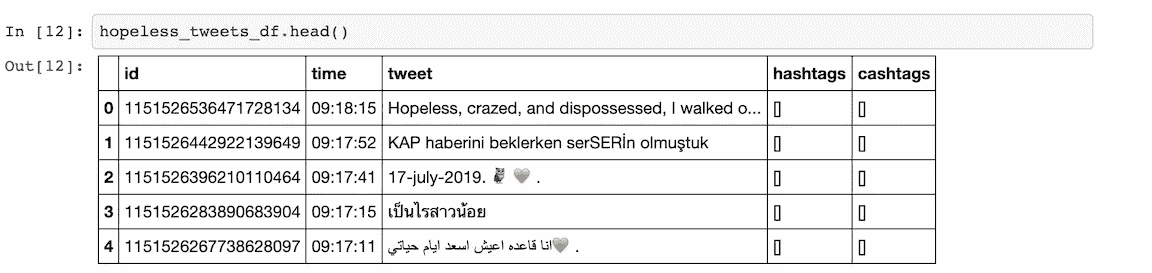 In [12]: hopeless_tweets_df.head()
Out[12]:
id time tweet hashtags cashtags
0 1151526536471728134 09:18:15 Hopeless, crazed, and dispossessed, I walked o... [] []
1 1151526442922139649 09:17:52 KAP haberini beklerken serSERİn olmuştuk [] []
2 1151526396210110464 09:17:41 17-july-2019. 🦉 🤍 . [] []
3 1151526283890683904 09:17:15 เป็นไรสาวน้อย [] []
4 1151526267738628097 09:17:11 انا قاعده اعيش اسعد ايام حياتي🤍 . [] []